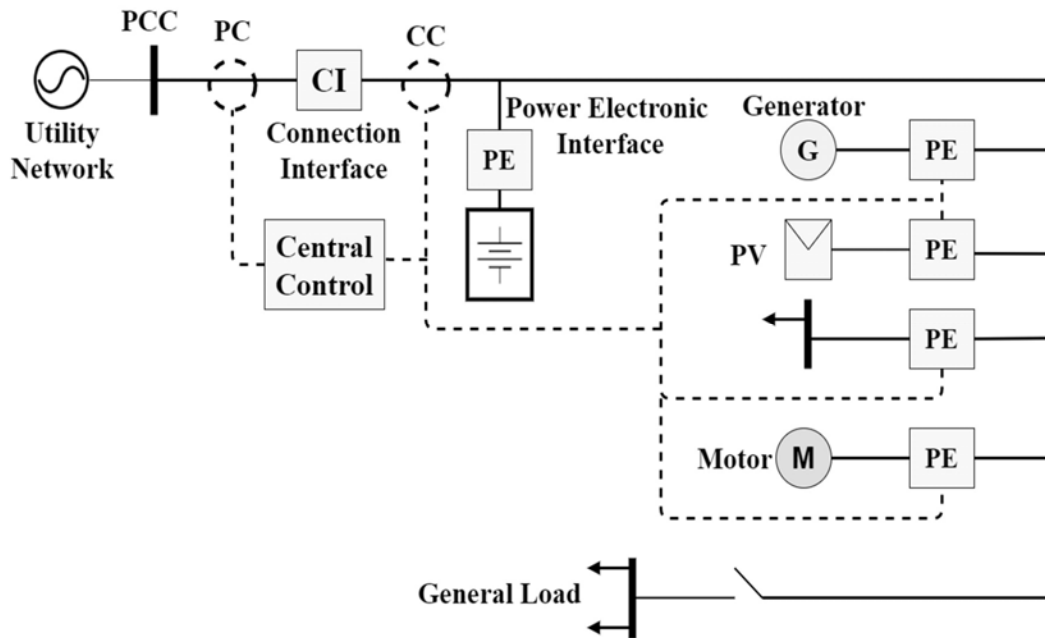 PCC
PC
CC
CI
Utility
Network
Connection
Interface
Power Electronic
Interface
PE
Central
Control
Generator
G
PE
PV
PE
PE
Motor
M
PE
General Load